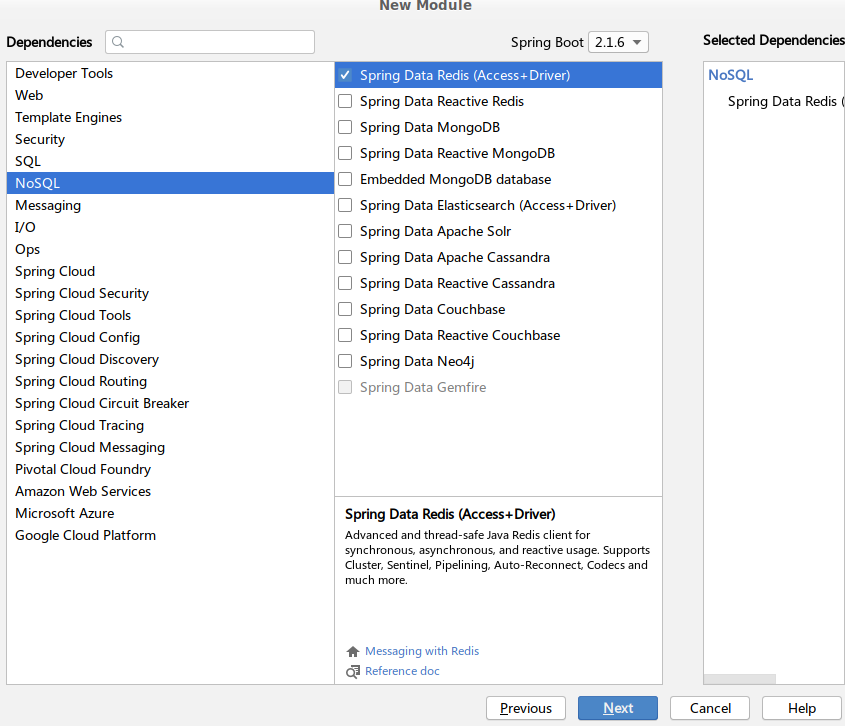 New Module
Dependencies
Spring Boot 2.1.6
Selected Dependencies
Developer Tools
Web
Template Engines
Security
SQL
NoSQL
Messaging
I/O
Ops
Spring Cloud
Spring Cloud Security
Spring Cloud Tools
Spring Cloud Config
Spring Cloud Discovery
Spring Cloud Routing
Spring Cloud Circuit Breaker
Spring Cloud Tracing
Spring Cloud Messaging
Pivotal Cloud Foundry
Amazon Web Services
Microsoft Azure
Google Cloud Platform
Spring Data Redis (Access+Driver)
Spring Data Reactive Redis
Spring Data MongoDB
Spring Data Reactive MongoDB
Embedded MongoDB database
Spring Data Elasticsearch (Access+Driver)
Spring Data Apache Solr
Spring Data Apache Cassandra
Spring Data Reactive Cassandra
Spring Data Couchbase
Spring Data Reactive Couchbase
Spring Data Neo4j
Spring Data Gemfire
Spring Data Redis (Access+Driver)
Advanced and thread-safe Java Redis client for
synchronous, asynchronous, and reactive usage. Supports
Cluster, Sentinel, Pipelining, Auto-Reconnect, Codecs and
much more.
Messaging with Redis
Reference doc
NoSQL
Spring Data Redis (
Previous
Next
Cancel
Help